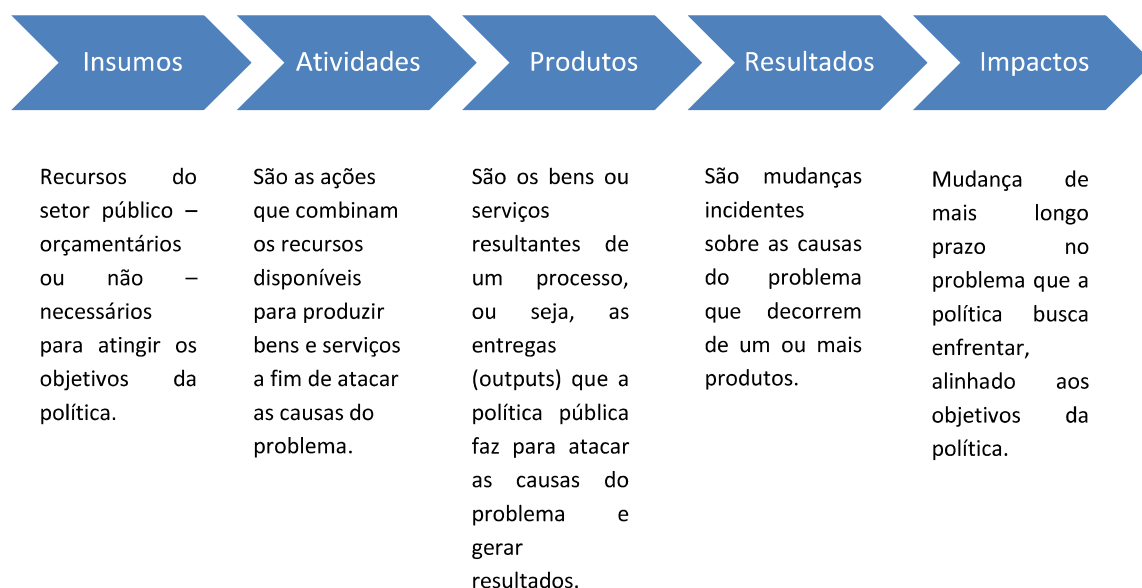 Insumos
Atividades
Produtos
Resultados
Impactos
Recursos do
setor público –
orçamentários
ou não –
necessários
para atingir os
objetivos da
política.
São as ações
que combinam
os recursos
disponíveis
para produzir
bens e serviços
a fim de atacar
as causas do
problema.
São os bens ou
serviços
resultantes de
um processo,
ou seja, as
entregas
(outputs) que a
política pública
faz para atacar
as causas do
problema e
gerar
resultados.
São mudanças
incidentes
sobre as causas
do problema
que decorrem
de um ou mais
produtos.
Mudança de
mais longo
prazo no
problema que a
política busca
enfrentar,
alinhado aos
objetivos da
política.